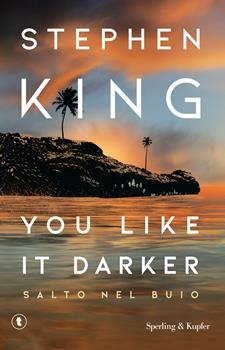 STEPHEN
KING
YOU LIKE
IT DARKER
SALTO NEL BUIO
Sperling & Kupfer